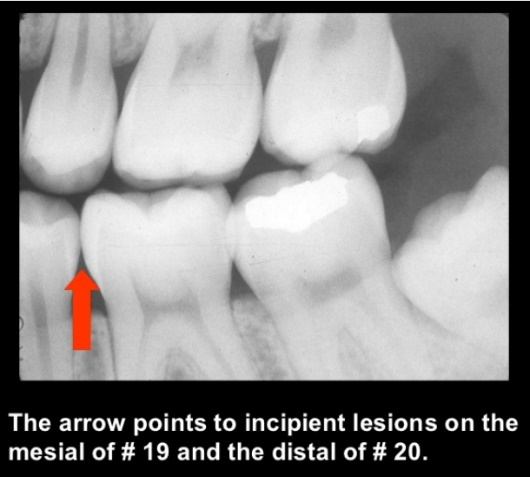 The arrow points to incipient lesions on the
mesial of # 19 and the distal of # 20.